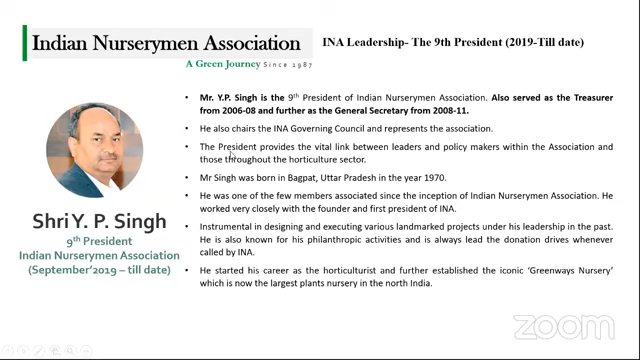 Indian Nurserymen Association
INA Leadership- The 9th President (2019-Till date)
A Green Journey Since 1987
• Mr. Y.P. Singh is the 9th President of Indian Nurserymen Association. Also served as the Treasurer
from 2006-08 and further as the General Secretary from 2008-11.
• He also chairs the INA Governing Council and represents the association.
• The President provides the vital link between leaders and policy makers within the Association and
those throughout the horticulture sector.
• Mr Singh was born in Bagpat, Uttar Pradesh in the year 1970.
• He was one of the few members associated since the inception of Indian Nurserymen Association. He
worked very closely with the founder and first president of INA.
• Instrumental in designing and executing various landmarked projects under his leadership in the past.
He is also known for his philanthropic activities and is always lead the donation drives whenever
called by INA.
• He started his career as the horticulturist and further established the iconic ‘Greenways Nursery’
which is now the largest plants nursery in the north India.
Shri Y. P. Singh
9th President
Indian Nurserymen Association
(September'2019 – till date)
zoom